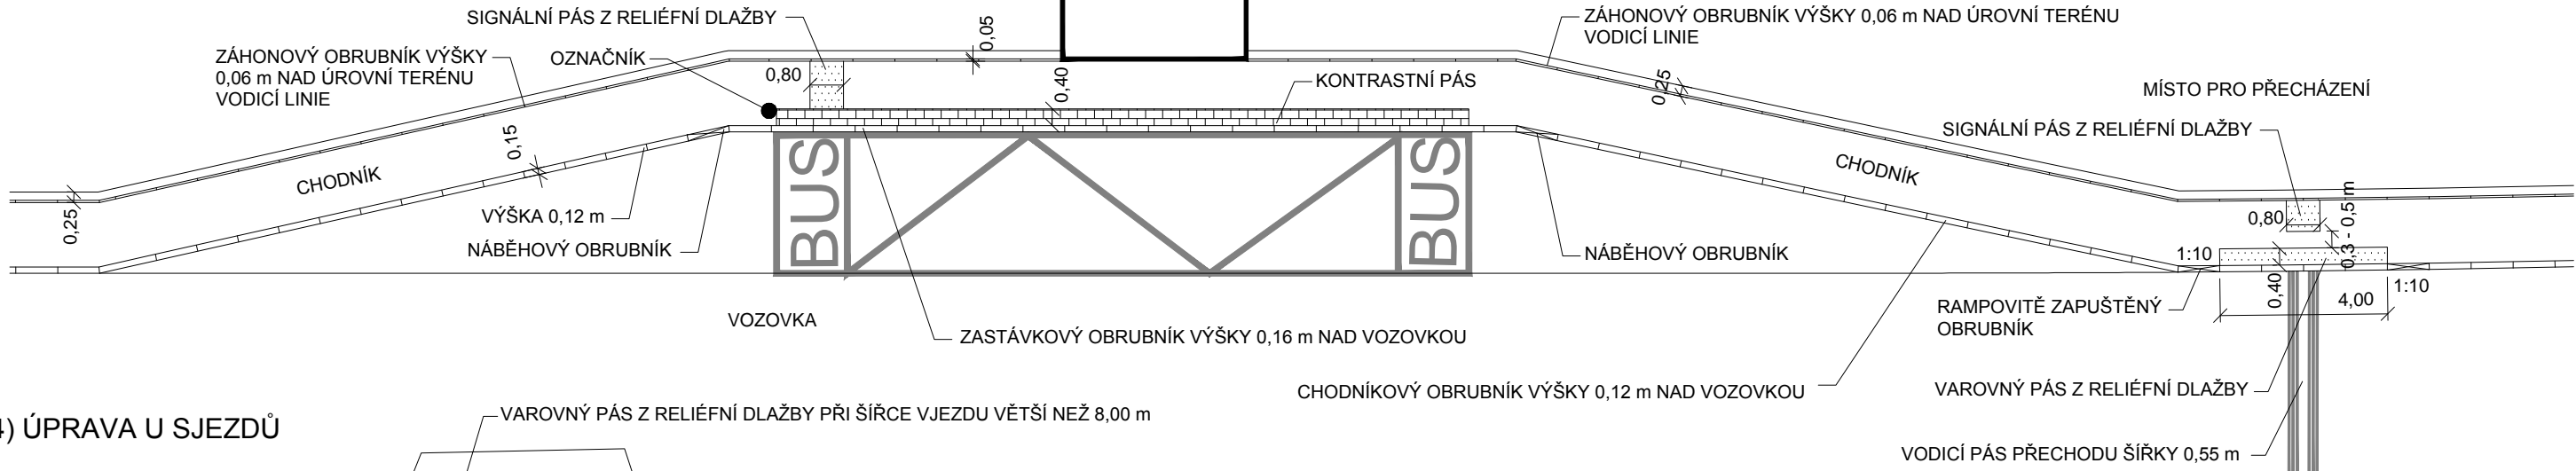 SIGNÁLNÍ PÁS Z RELIÉFNÍ DLAŽBY
ZÁHONOVÝ OBRUBNÍK VÝŠKY
0,06 m NAD ÚROVNÍ TERÉNU
VODICÍ LINIE
OZNAČNÍK
0,80
0,05
0,40
KONTRASTNÍ PÁS
ZÁHONOVÝ OBRUBNÍK VÝŠKY 0,06 m NAD ÚROVNÍ TERÉNU
VODICÍ LINIE
0,25
MÍSTO PRO PŘECHÁZENÍ
SIGNÁLNÍ PÁS Z RELIÉFNÍ DLAŽBY
0,15
CHODNÍK
0,25
VÝŠKA 0,12 m
NÁBĚHOVÝ OBRUBNÍK
BUS
BUS
CHODNÍK
NÁBĚHOVÝ OBRUBNÍK
0,80
0,3 - 0,5 m
1:10
0,40
4,00
1:10
RAMPOVITĚ ZAPUŠTĚNÝ
OBRUBNÍK
VOZOVKA
ZASTÁVKOVÝ OBRUBNÍK VÝŠKY 0,16 m NAD VOZOVKOU
CHODNÍKOVÝ OBRUBNÍK VÝŠKY 0,12 m NAD VOZOVKOU
VAROVNÝ PÁS Z RELIÉFNÍ DLAŽBY
VODICÍ PÁS PŘECHODU ŠÍŘKY 0,55 m
4) ÚPRAVA U SJEZDŮ
VAROVNÝ PÁS Z RELIÉFNÍ DLAŽBY PŘI ŠÍŘCE VJEZDU VĚTŠÍ NEŽ 8,00 m